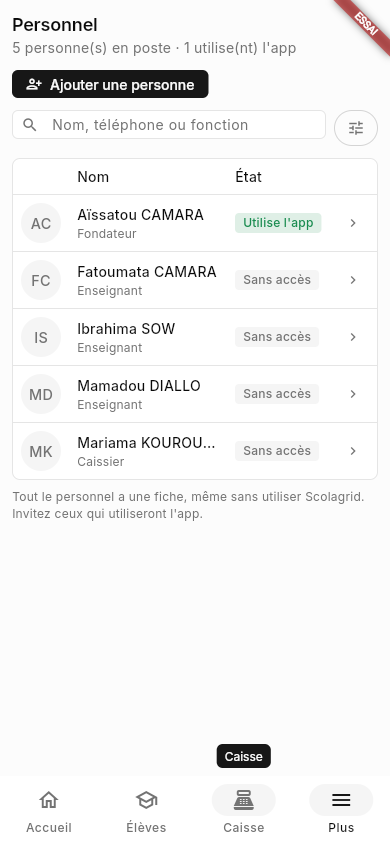 Personnel
ESSAI
5 personne(s) en poste · 1 utilise(nt) l'app
Ajouter une personne
Nom, téléphone ou fonction
Nom État
AC Aïssatou CAMARA Utilise l'app
Fondateur
FC Fatoumata CAMARA Sans accès
Enseignant
IS Ibrahima SOW Sans accès
Enseignant
MD Mamadou DIALLO Sans accès
Enseignant
MK Mariama KOUROU... Sans accès
Caissier
Tout le personnel a une fiche, même sans utiliser Scolagrid.
Invitez ceux qui utiliseront l'app.
Caisse
Accueil Élèves Caisse Plus